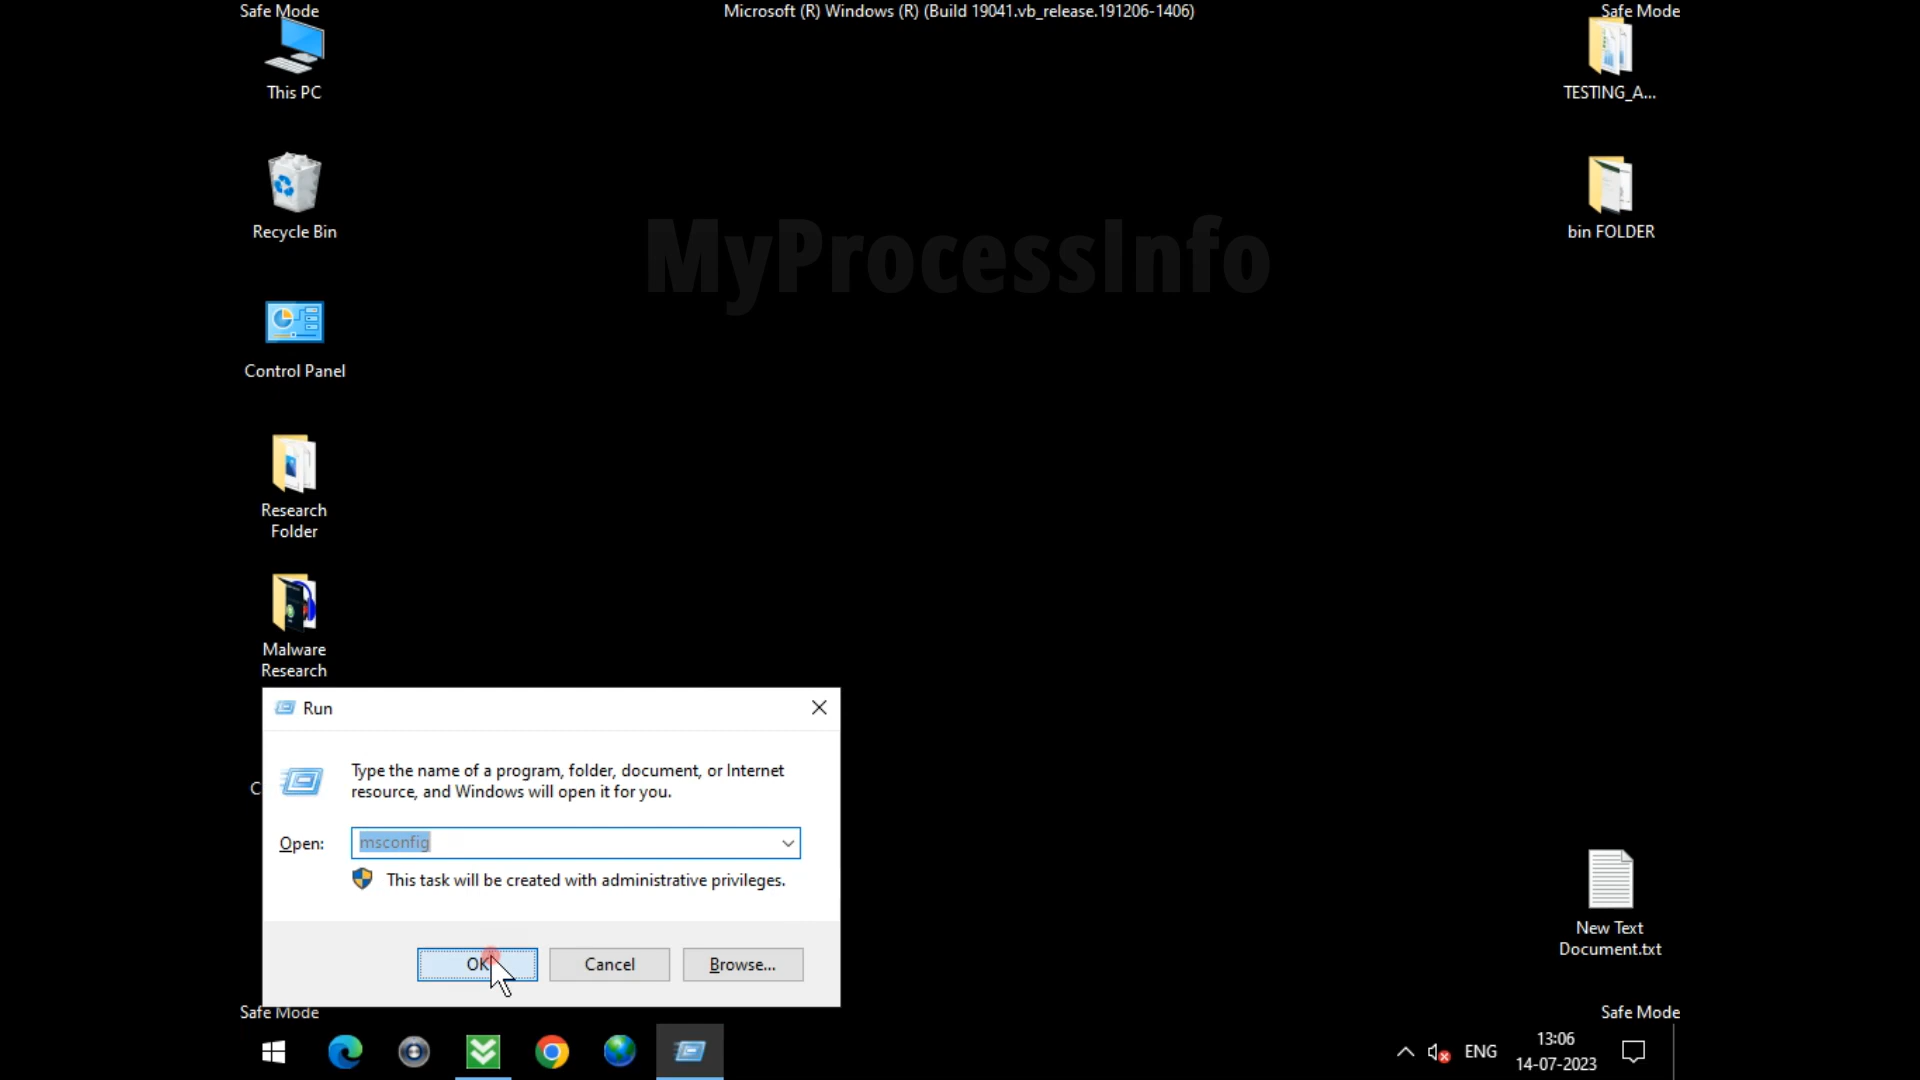 Safe Mode
Microsoft (R) Windows (R) (Build 19041.vb_release.191206-1406)
Safe Mode
This PC
TESTING_A...
Recycle Bin
bin FOLDER
MyProcessInfo
Control Panel
Research
Folder
Malware
Research
Run
Type the name of a program, folder, document, or Internet
resource, and Windows will open it for you.
C
Open:
msconfig
This task will be created with administrative privileges.
OK
Cancel
Browse...
New Text
Document.txt
Safe Mode
Safe Mode
ENG
13:06
14-07-2023